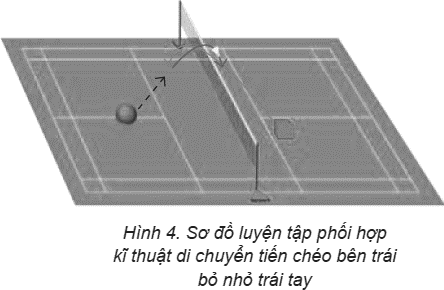 Hình 4. Sơ đồ luyện tập phối hợp
kĩ thuật di chuyển tiến chéo bên trái
bỏ nhỏ trái tay